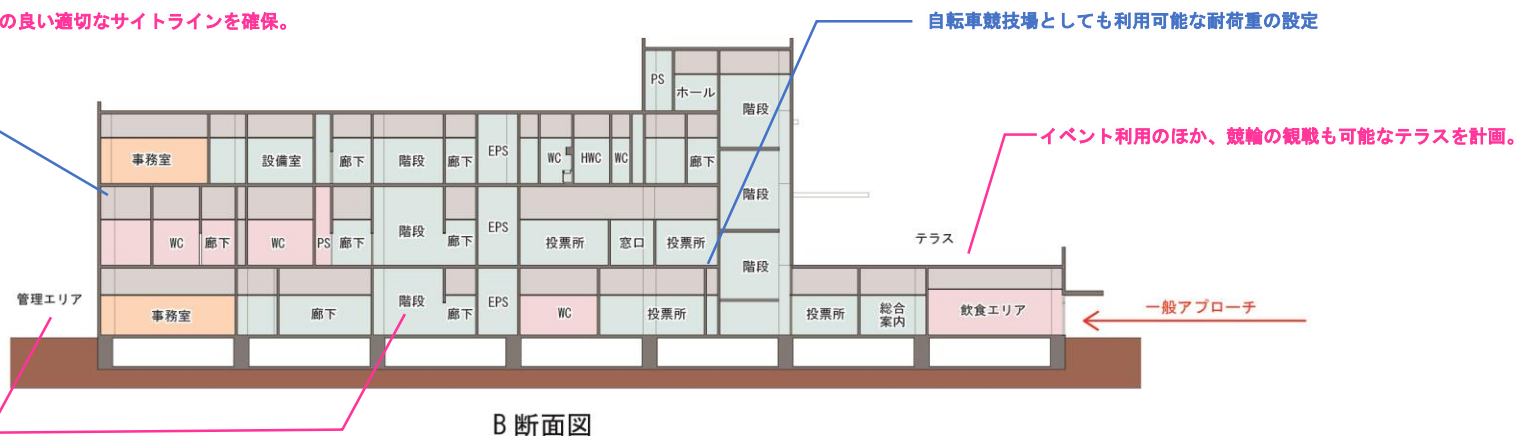 の良い適切なサイトラインを確保。
自転車競技場としても利用可能な耐荷重の設定
イベント利用のほか、競輪の観戦も可能なテラスを計画。
PS
ホール
階段
事務室
設備室
廊下
階段
廊下
EPS
WC
HWC
WC
廊下
階段
WC
廊下
WC
PS
廊下
階段
廊下
EPS
投票所
窓口
投票所
階段
テラス
管理エリア
事務室
廊下
階段
廊下
EPS
WC
投票所
投票所
総合
案内
飲食エリア
一般アプローチ
B 断面図